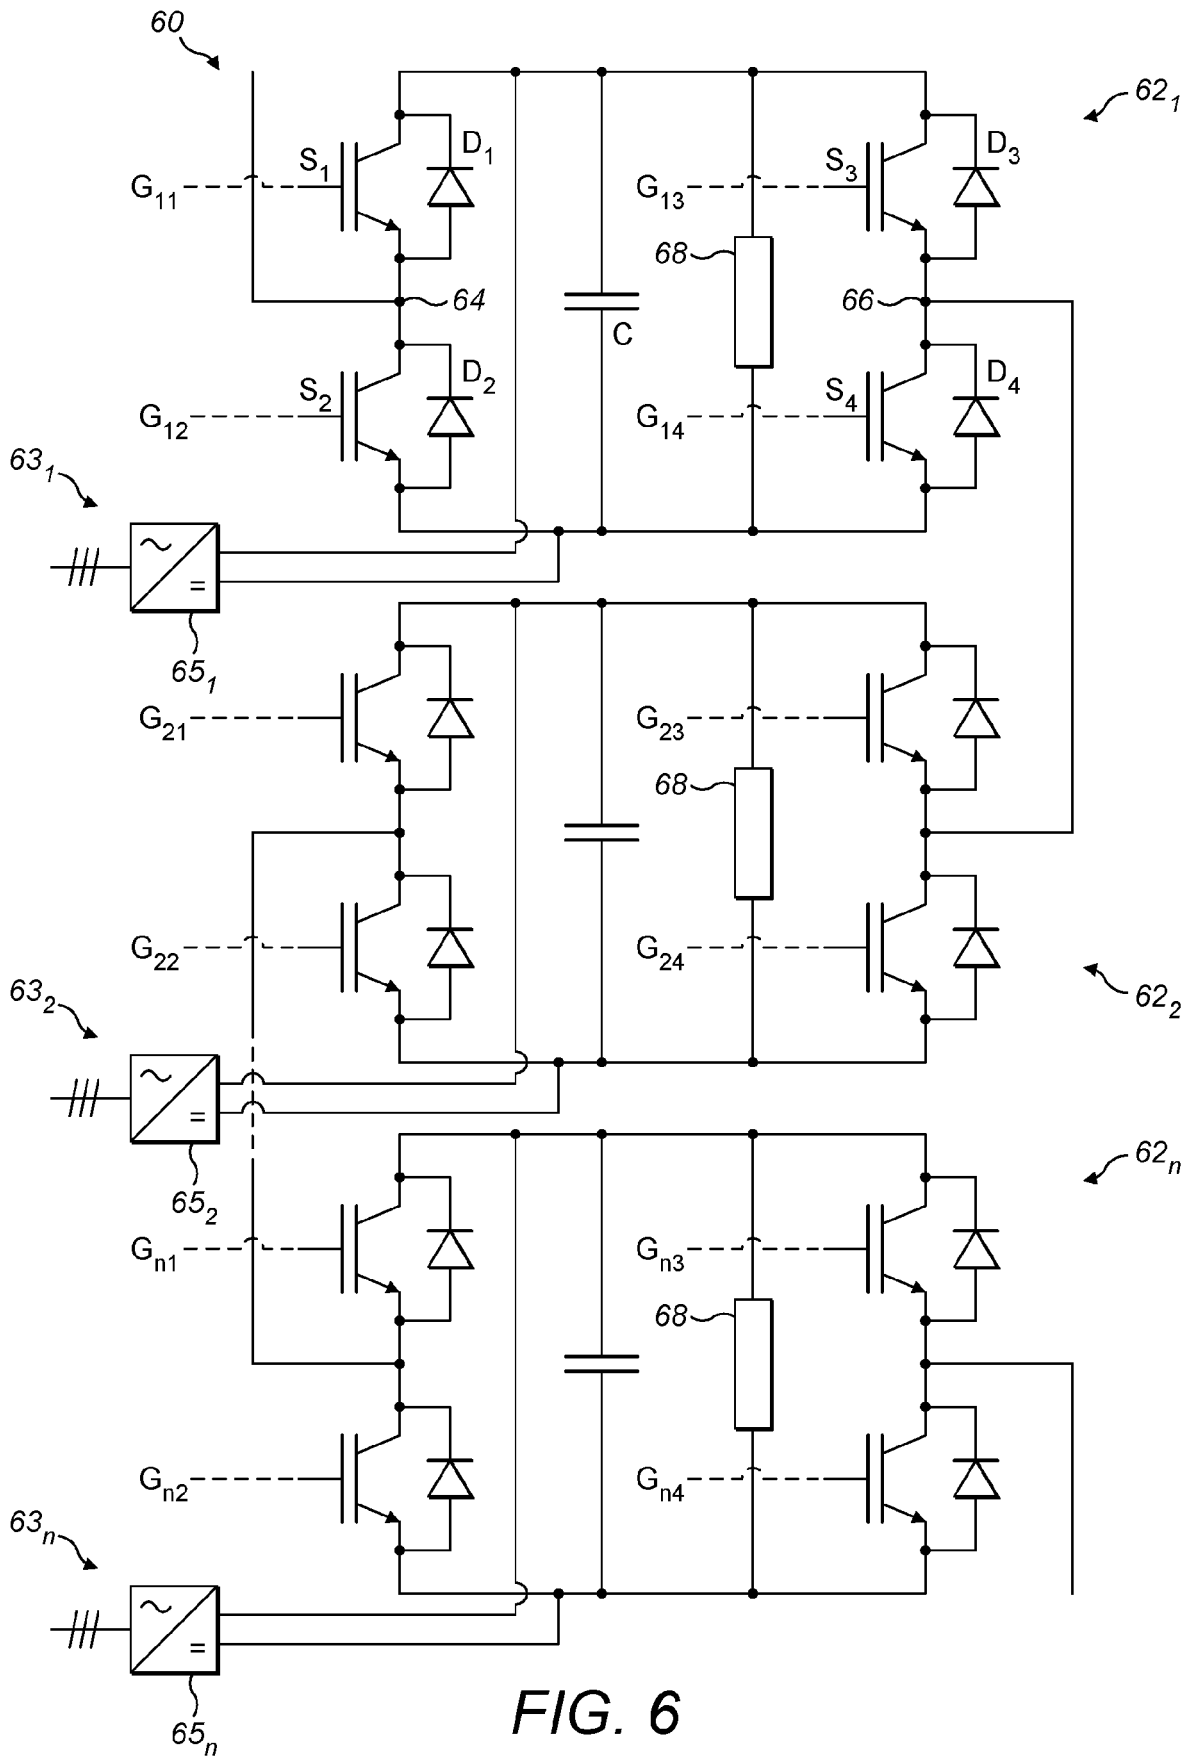 60
62₁
S₁ D₁ S₃ D₃
G₁₁ G₁₃
68
64 66
C
S₂ D₂ S₄ D₄
G₁₂ G₁₄
63₁
~
=
65₁
G₂₁ G₂₃
68
G₂₂ G₂₄
63₂ 62₂
~
=
65₂
62ₙ
Gₙ₁ Gₙ₃
68
Gₙ₂ Gₙ₄
63ₙ
~
=
65ₙ
FIG. 6